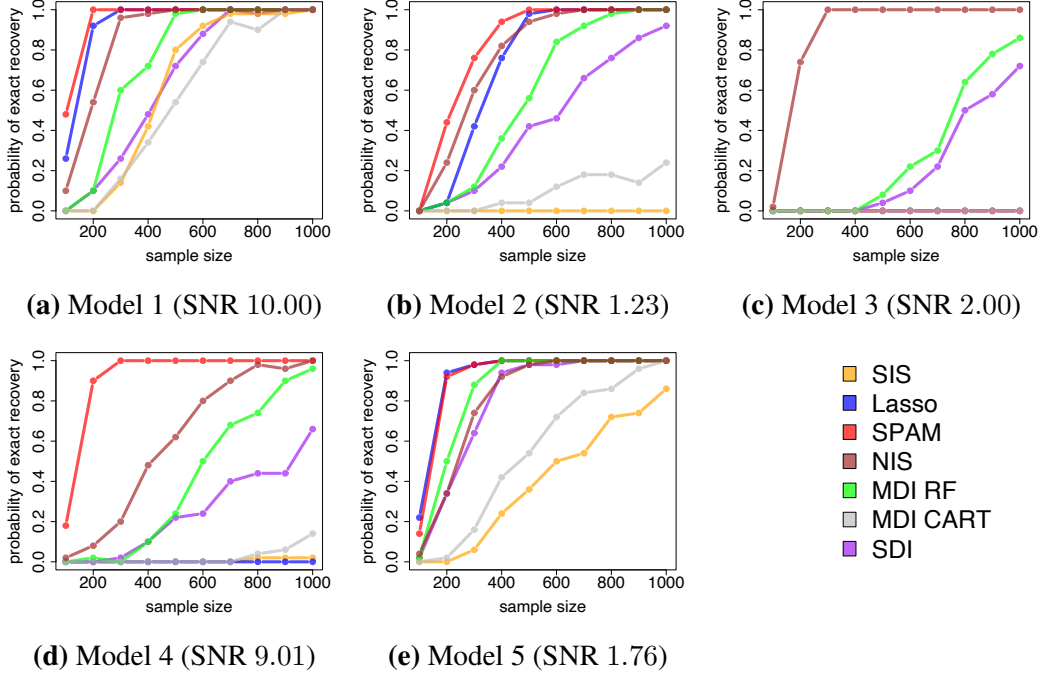 probability of exact recovery
0.0 0.2 0.4 0.6 0.8 1.0
200 400 600 800 1000
sample size
(a) Model 1 (SNR 10.00)
probability of exact recovery
0.0 0.2 0.4 0.6 0.8 1.0
200 400 600 800 1000
sample size
(b) Model 2 (SNR 1.23)
probability of exact recovery
0.0 0.2 0.4 0.6 0.8 1.0
200 400 600 800 1000
sample size
(c) Model 3 (SNR 2.00)
probability of exact recovery
0.0 0.2 0.4 0.6 0.8 1.0
200 400 600 800 1000
sample size
(d) Model 4 (SNR 9.01)
probability of exact recovery
0.0 0.2 0.4 0.6 0.8 1.0
200 400 600 800 1000
sample size
(e) Model 5 (SNR 1.76)
SIS
Lasso
SPAM
NIS
MDI RF
MDI CART
SDI